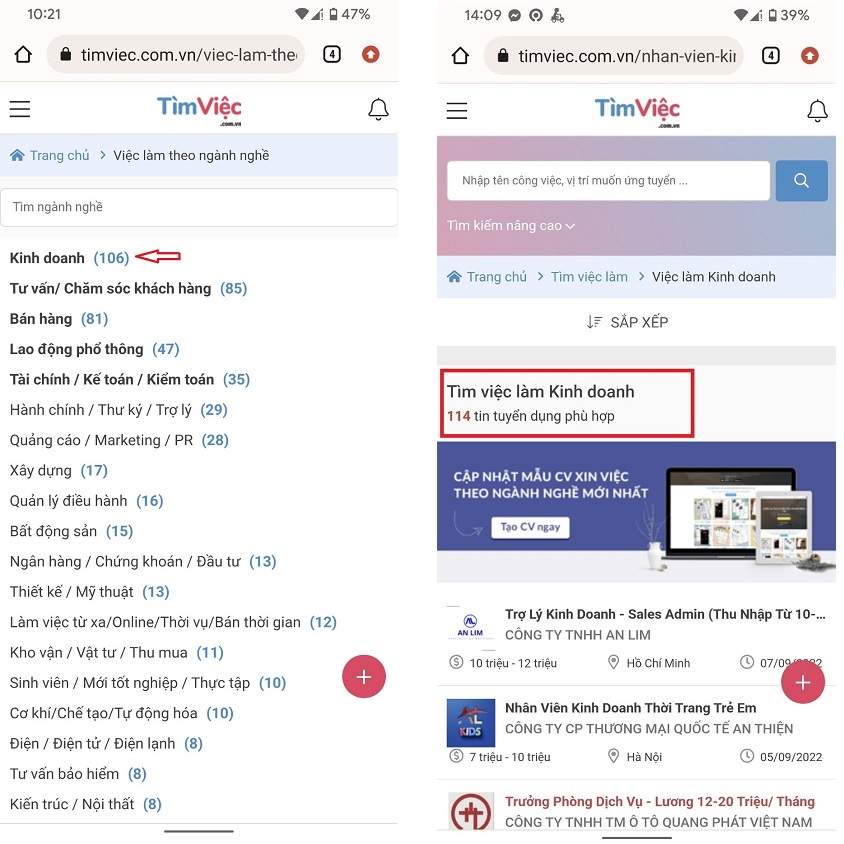 10:21
47%
timviec.com.vn/viec-lam-the
4
TìmViệc
.com.vn
Trang chủ > Việc làm theo ngành nghề
Tìm ngành nghề
Kinh doanh (106)
Tư vấn/ Chăm sóc khách hàng (85)
Bán hàng (81)
Lao động phổ thông (47)
Tài chính / Kế toán / Kiểm toán (35)
Hành chính / Thư ký / Trợ lý (29)
Quảng cáo / Marketing / PR (28)
Xây dựng (17)
Quản lý điều hành (16)
Bất động sản (15)
Ngân hàng / Chứng khoán / Đầu tư (13)
Thiết kế / Mỹ thuật (13)
Làm việc từ xa/Online/Thời vụ/Bán thời gian (12)
Kho vận / Vật tư / Thu mua (11)
Sinh viên / Mới tốt nghiệp / Thực tập (10)
Cơ khí/Chế tạo/Tự động hóa (10)
Điện / Điện tử / Điện lạnh (8)
Tư vấn bảo hiểm (8)
Kiến trúc / Nội thất (8)
14:09
39%
timviec.com.vn/nhan-vien-kin
4
TìmViệc
.com.vn
Nhập tên công việc, vị trí muốn ứng tuyển ...
Tìm kiếm nâng cao
Trang chủ > Tìm việc làm > Việc làm Kinh doanh
SẮP XẾP
Tìm việc làm Kinh doanh
114 tin tuyển dụng phù hợp
CẬP NHẬT MẪU CV XIN VIỆC
THEO NGÀNH NGHỀ MỚI NHẤT
Tạo CV ngay
AN LIM
Trợ Lý Kinh Doanh - Sales Admin (Thu Nhập Từ 10-...
CÔNG TY TNHH AN LIM
10 triệu - 12 triệu Hồ Chí Minh 07/09/2022
AL
KIDS
Nhân Viên Kinh Doanh Thời Trang Trẻ Em
CÔNG TY CP THƯƠNG MẠI QUỐC TẾ AN THIỆN
7 triệu - 10 triệu Hà Nội 05/09/2022
Trưởng Phòng Dịch Vụ - Lương 12-20 Triệu/ Tháng
CÔNG TY TNHH TM Ô TÔ QUANG PHÁT VIỆT NAM